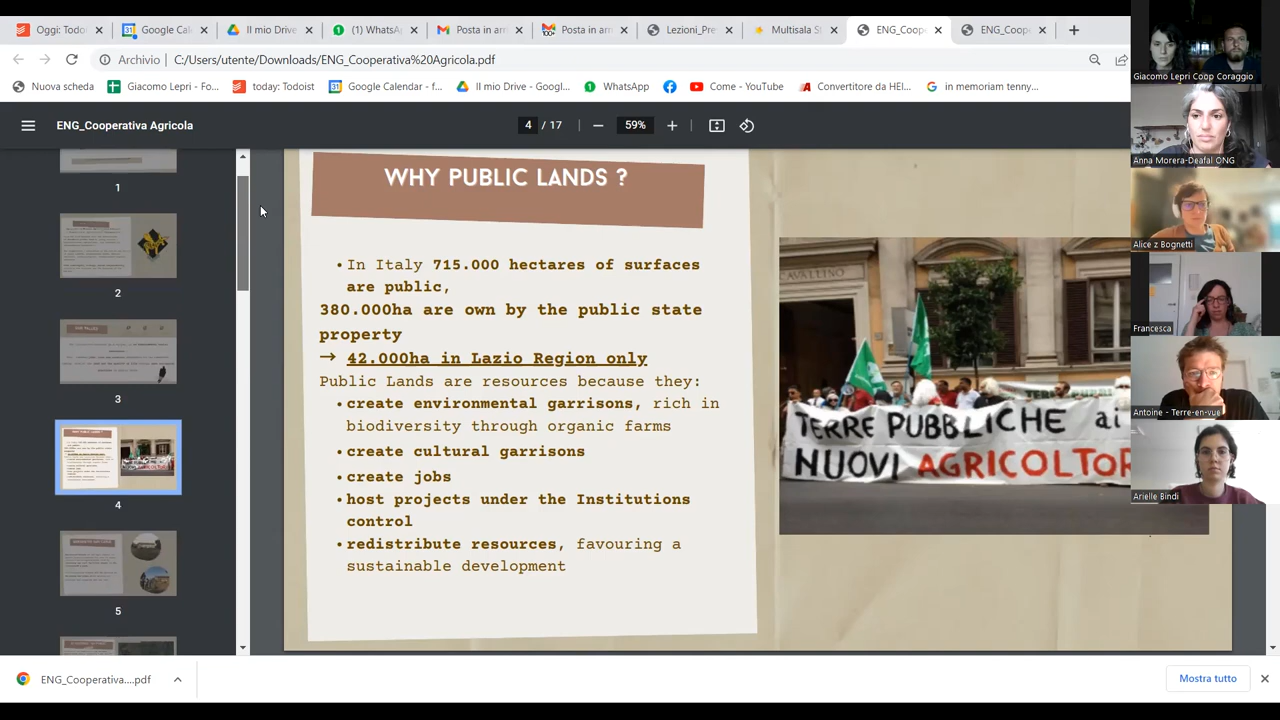 Oggi: Todoi
Google Cal
Il mio Drive
(1) WhatsA
Posta in arri
Posta in arr
Lezioni_Pre
Multisala S
ENG_Cooper
ENG_Cooper
Archivio
C:/Users/utente/Downloads/ENG_Cooperativa%20Agricola.pdf
Nuova scheda
Giacomo Lepri - Fo...
today: Todoist
Google Calendar - f...
Il mio Drive - Googl...
WhatsApp
Come - YouTube
Convertitore da HEI...
in memoriam tenny...
ENG_Cooperativa Agricola
4 / 17
59%
1
2
3
4
5
WHY PUBLIC LANDS ?
• In Italy 715.000 hectares of surfaces
are public,
380.000ha are own by the public state
property
→ 42.000ha in Lazio Region only
Public Lands are resources because they:
• create environmental garrisons, rich in
biodiversity through organic farms
• create cultural garrisons
• create jobs
• host projects under the Institutions
control
• redistribute resources, favouring a
sustainable development
CAVALLINO
TERRE PUBBLICHE ai
NUOVI AGRICOLTOR
Giacomo Lepri Coop Coraggio
Anna Morera-Deafal ONG
Alice z Bognetti
Francesca
Antoine - Terre-en-vue
Arielle Bindi
ENG_Cooperativa....pdf
Mostra tutto